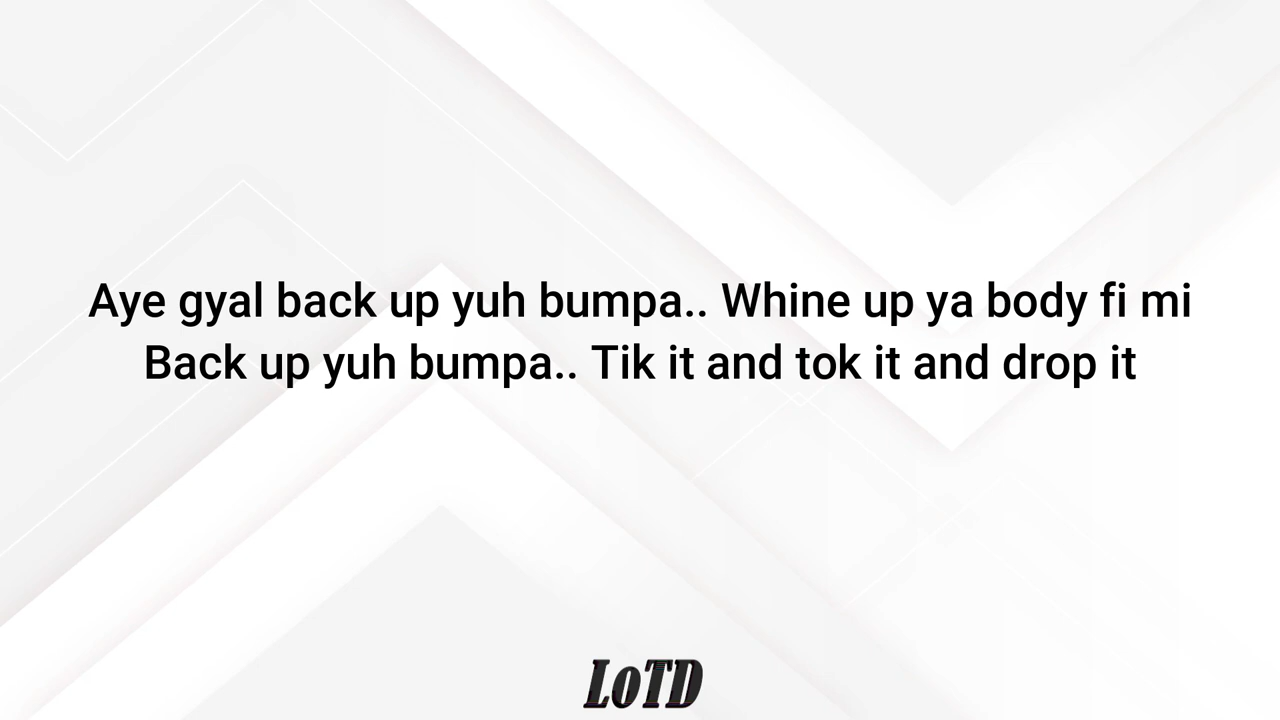 Aye gyal back up yuh bumpa.. Whine up ya body fi mi
Back up yuh bumpa.. Tik it and tok it and drop it
LoTD